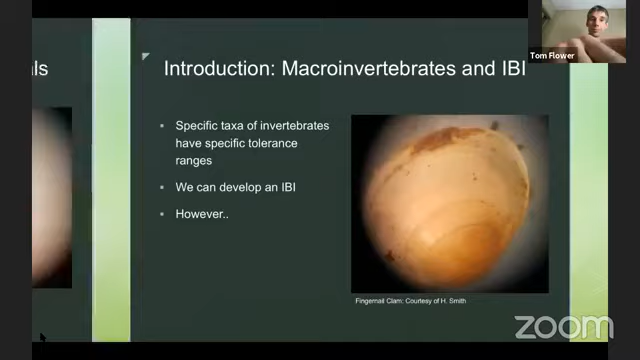 ls
Introduction: Macroinvertebrates and IBI
Tom Flower
Specific taxa of invertebrates
have specific tolerance
ranges
We can develop an IBI
However..
Fingernail Clam: Courtesy of H. Smith
zoom